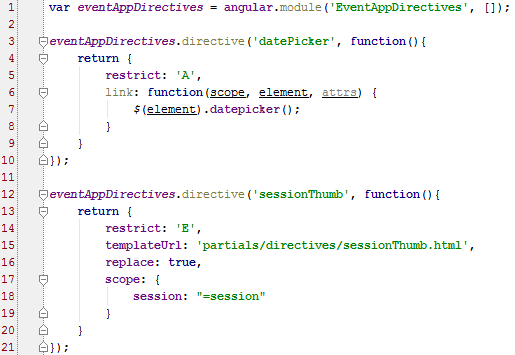 1 var eventAppDirectives = angular.module('EventAppDirectives', []);
2
3 eventAppDirectives.directive('datePicker', function(){
4 return {
5 restrict: 'A',
6 link: function(scope, element, attrs) {
7 $(element).datepicker();
8 }
9 }
10 });
11
12 eventAppDirectives.directive('sessionThumb', function(){
13 return {
14 restrict: 'E',
15 templateUrl: 'partials/directives/sessionThumb.html',
16 replace: true,
17 scope: {
18 session: "=session"
19 }
20 }
21 });